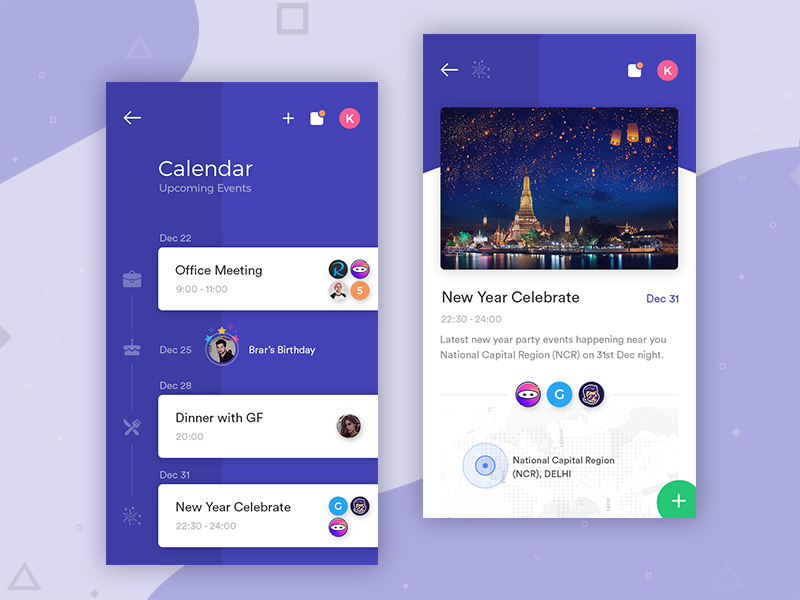 K
Calendar
Upcoming Events
Dec 22
Office Meeting
9:00 - 11:00
R
5
Dec 25
Brar's Birthday
Dec 28
Dinner with GF
20:00
Dec 31
New Year Celebrate
22:30 - 24:00
G
K
New Year Celebrate
Dec 31
22:30 - 24:00
Latest new year party events happening near you
National Capital Region (NCR) on 31st Dec night.
G
National Capital Region
(NCR), DELHI